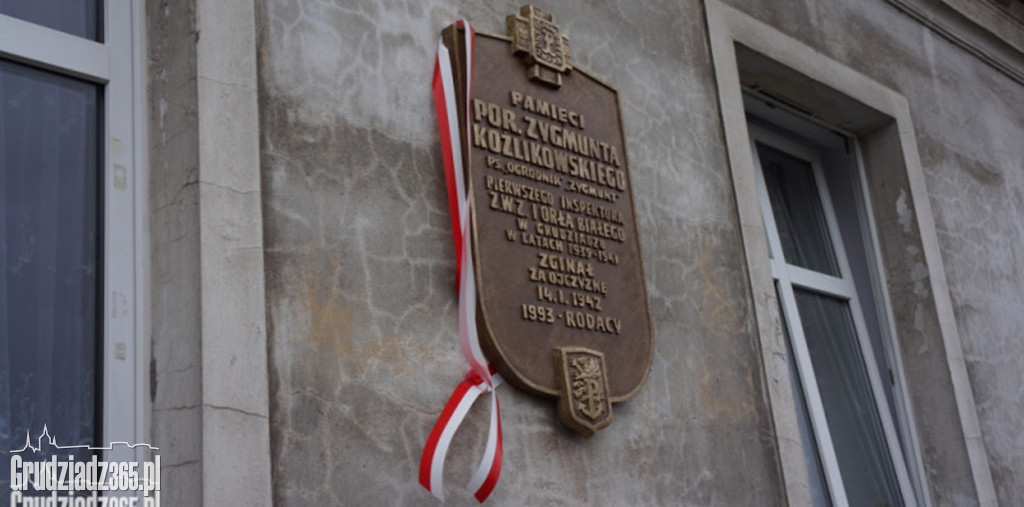 PAMIĘCI
POR. ZYGMUNTA
KOZLIKOWSKIEGO
PS. „OGRODNIK” „ZYGMUNT”
PIERWSZEGO INSPEKTORA
ZWZ I ORŁA BIAŁEGO
W GRUDZIĄDZU
W LATACH 1939-1941
ZGINĄŁ
ZA OJCZYZNĘ
14.I.1942
1993 - RODACY
Grudziadz365.pl